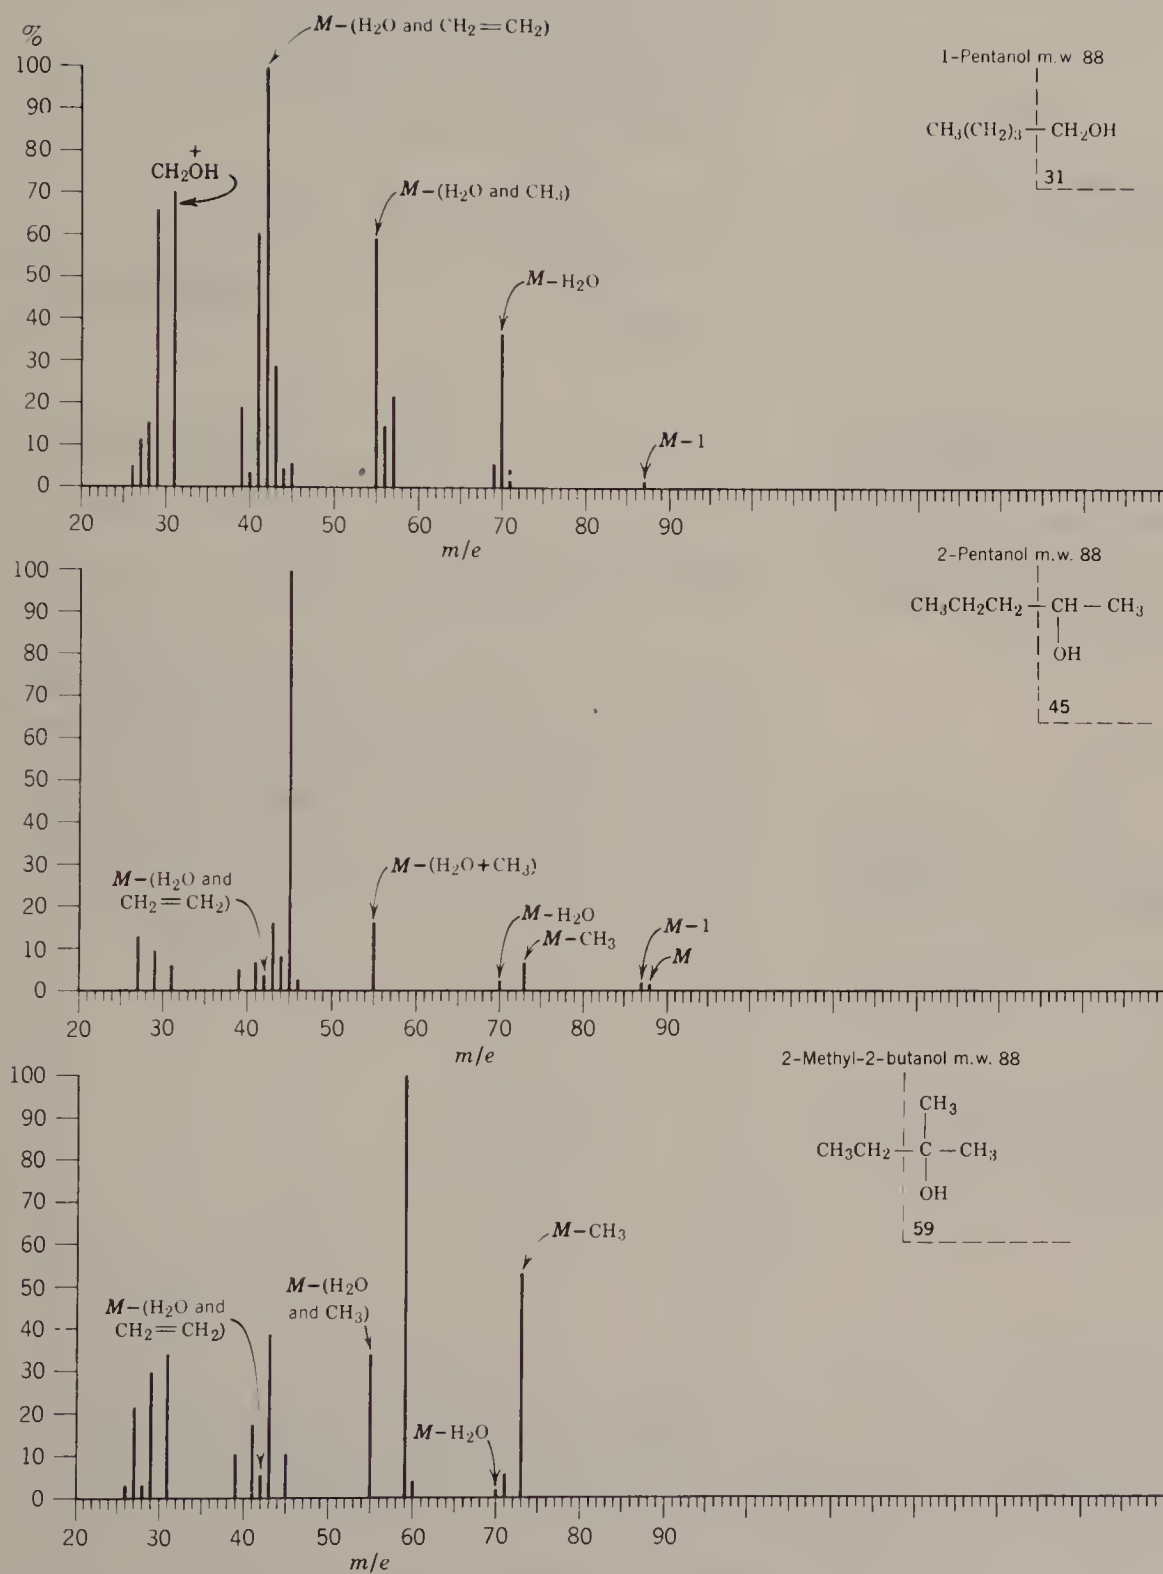 %
M–(H₂O and CH₂=CH₂)
1-Pentanol m.w 88
CH₃(CH₂)₃–CH₂OH
31
+
CH₂OH
M–(H₂O and CH₃)
M–H₂O
M–1
100
90
80
70
60
50
40
30
20
10
0
20 30 40 50 60 70 80 90
m/e
2-Pentanol m.w. 88
CH₃CH₂CH₂–CH–CH₃
OH
45
M–(H₂O and
CH₂=CH₂)
M–(H₂O+CH₃)
M–H₂O
M–CH₃
M–1
M
100
90
80
70
60
50
40
30
20
10
0
20 30 40 50 60 70 80 90
m/e
2-Methyl-2-butanol m.w. 88
CH₃
CH₃CH₂–C–CH₃
OH
59
M–CH₃
M–(H₂O
and CH₃)
M–(H₂O and
CH₂=CH₂)
M–H₂O
100
90
80
70
60
50
40
30
20
10
0
20 30 40 50 60 70 80 90
m/e